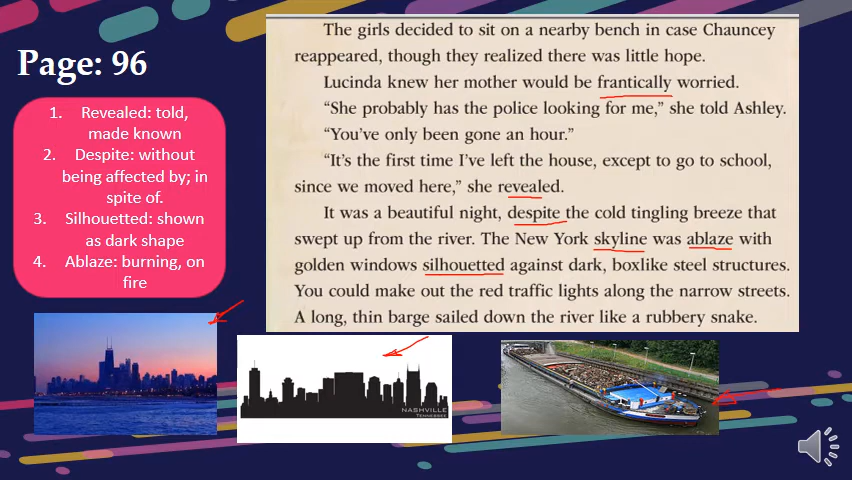 Page: 96
1. Revealed: told,
made known
2. Despite: without
being affected by; in
spite of.
3. Silhouetted: shown
as dark shape
4. Ablaze: burning, on
fire
The girls decided to sit on a nearby bench in case Chauncey
reappeared, though they realized there was little hope.
Lucinda knew her mother would be frantically worried.
“She probably has the police looking for me,” she told Ashley.
“You’ve only been gone an hour.”
“It’s the first time I’ve left the house, except to go to school,
since we moved here,” she revealed.
It was a beautiful night, despite the cold tingling breeze that
swept up from the river. The New York skyline was ablaze with
golden windows silhouetted against dark, boxlike steel structures.
You could make out the red traffic lights along the narrow streets.
A long, thin barge sailed down the river like a rubbery snake.
NASHVILLE
TENNESSEE